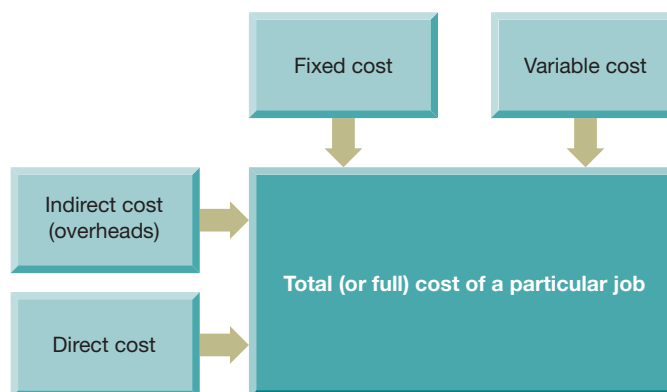 Fixed cost
Variable cost
Indirect cost
(overheads)
Total (or full) cost of a particular job
Direct cost